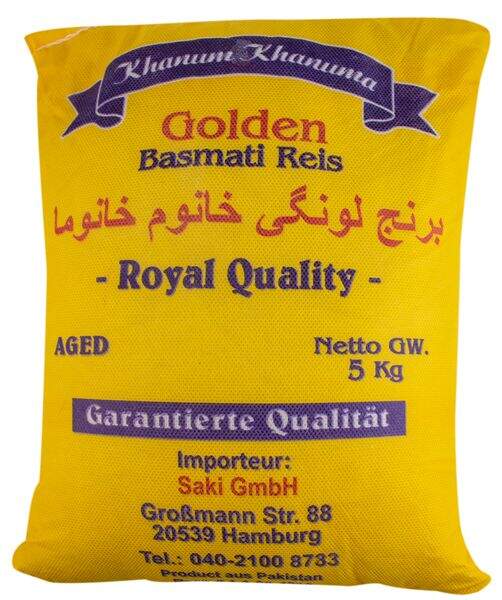 Khanum Khanuma
Golden
Basmati Reis
برنج لونگی خانوم خانوما
- Royal Quality -
AGED
Netto GW.
5 Kg
Garantierte Qualität
Importeur:
Saki GmbH
Großmann Str. 88
20539 Hamburg
Tel.: 040-2100 8733
Product aus Pakistan